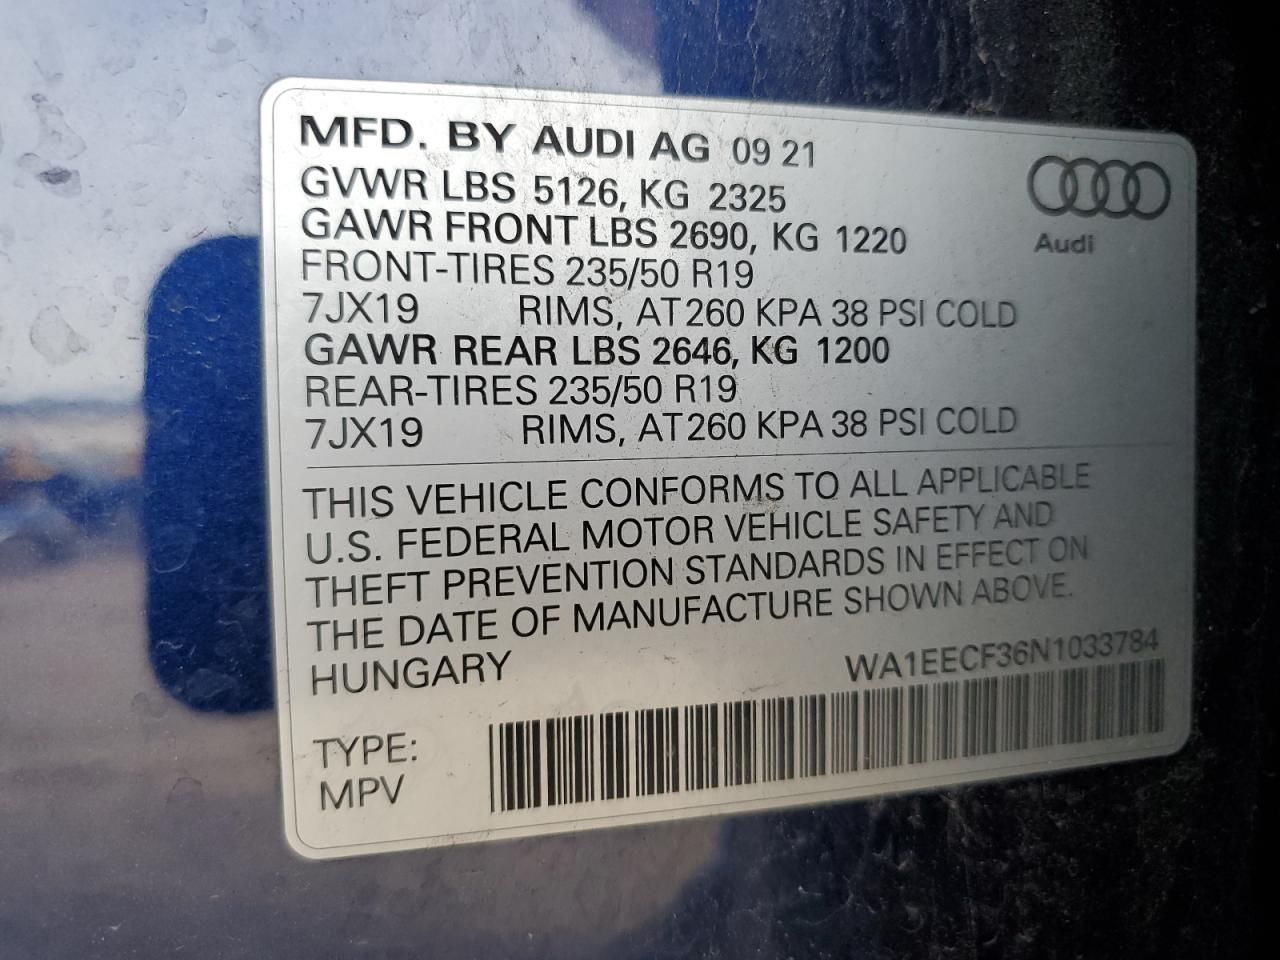 MFD. BY AUDI AG 09 21
GVWR LBS 5126, KG 2325
GAWR FRONT LBS 2690, KG 1220
FRONT-TIRES 235/50 R19
7JX19 RIMS, AT 260 KPA 38 PSI COLD
GAWR REAR LBS 2646, KG 1200
REAR-TIRES 235/50 R19
7JX19 RIMS, AT 260 KPA 38 PSI COLD
Audi
THIS VEHICLE CONFORMS TO ALL APPLICABLE
U.S. FEDERAL MOTOR VEHICLE SAFETY AND
THEFT PREVENTION STANDARDS IN EFFECT ON
THE DATE OF MANUFACTURE SHOWN ABOVE.
HUNGARY WA1EECF36N1033784
TYPE:
MPV